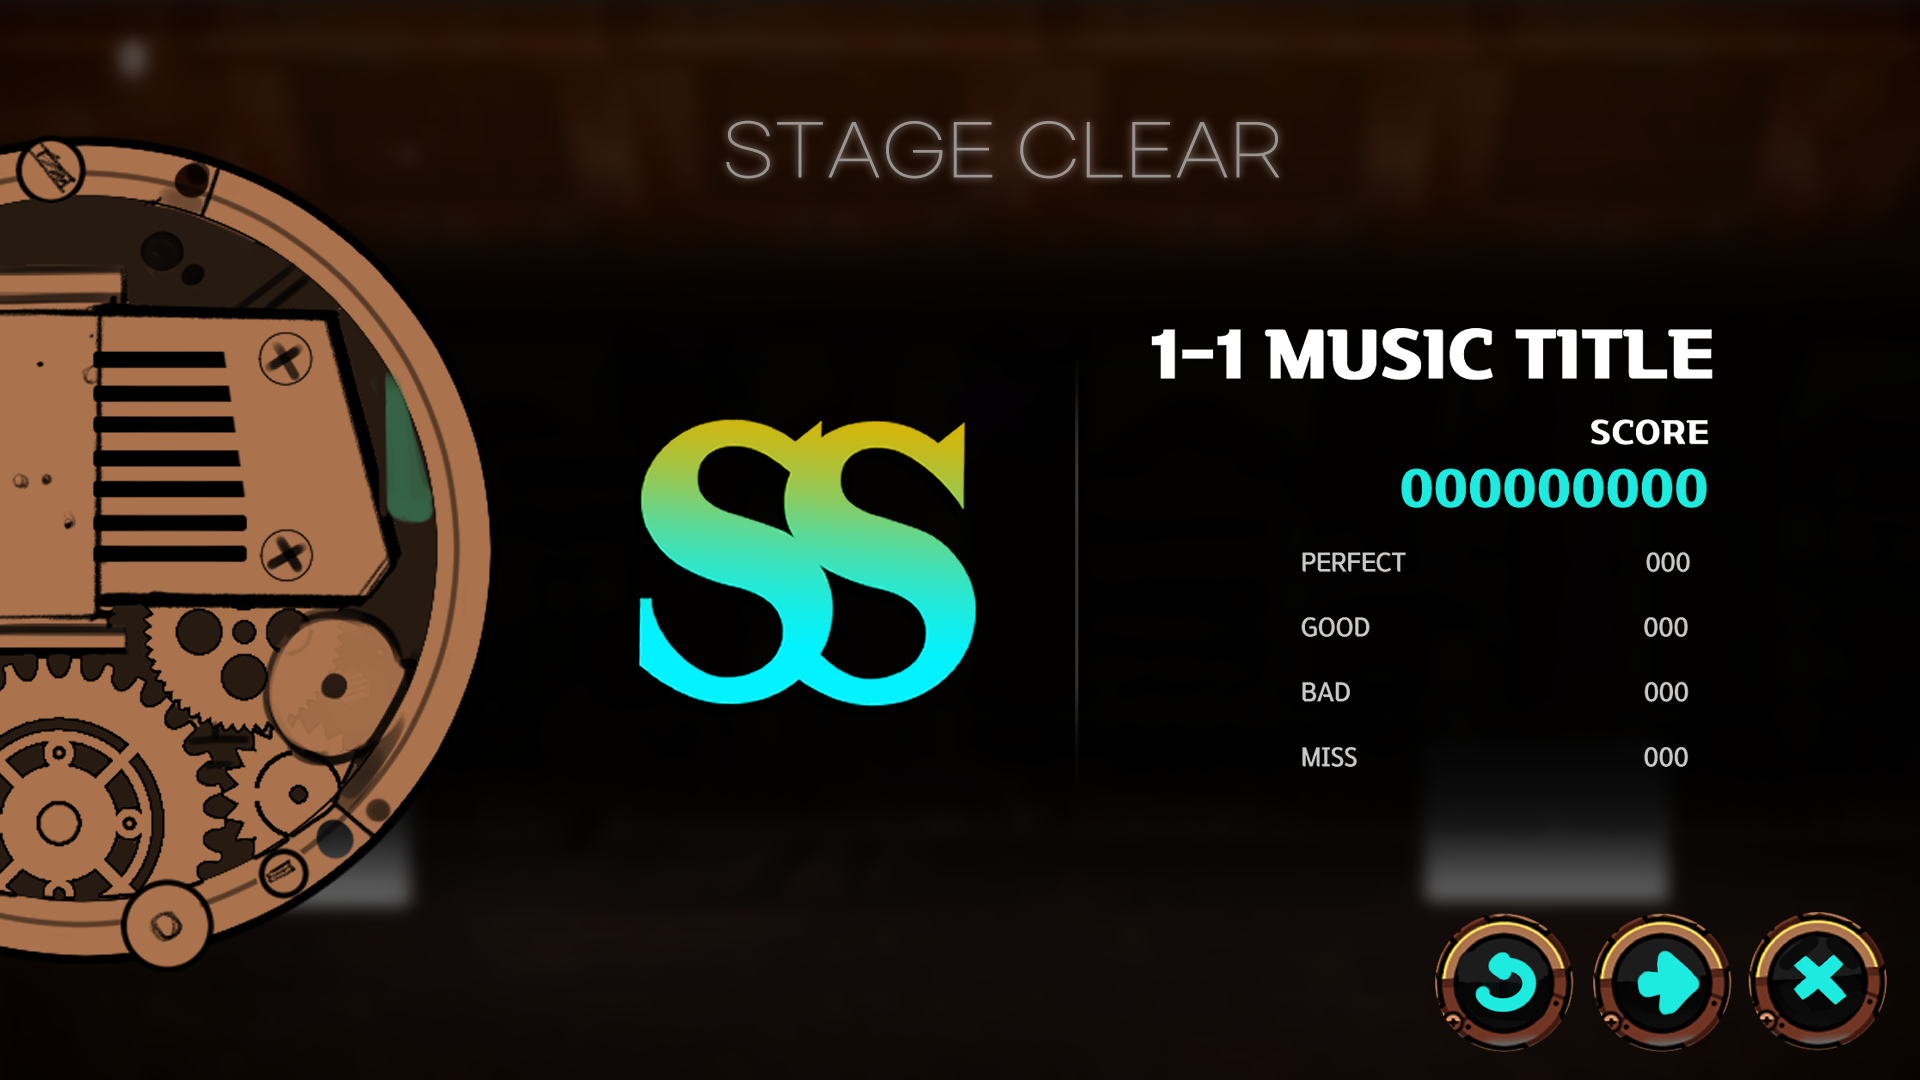 STAGE CLEAR
SS
1-1 MUSIC TITLE
SCORE
000000000
PERFECT 000
GOOD 000
BAD 000
MISS 000